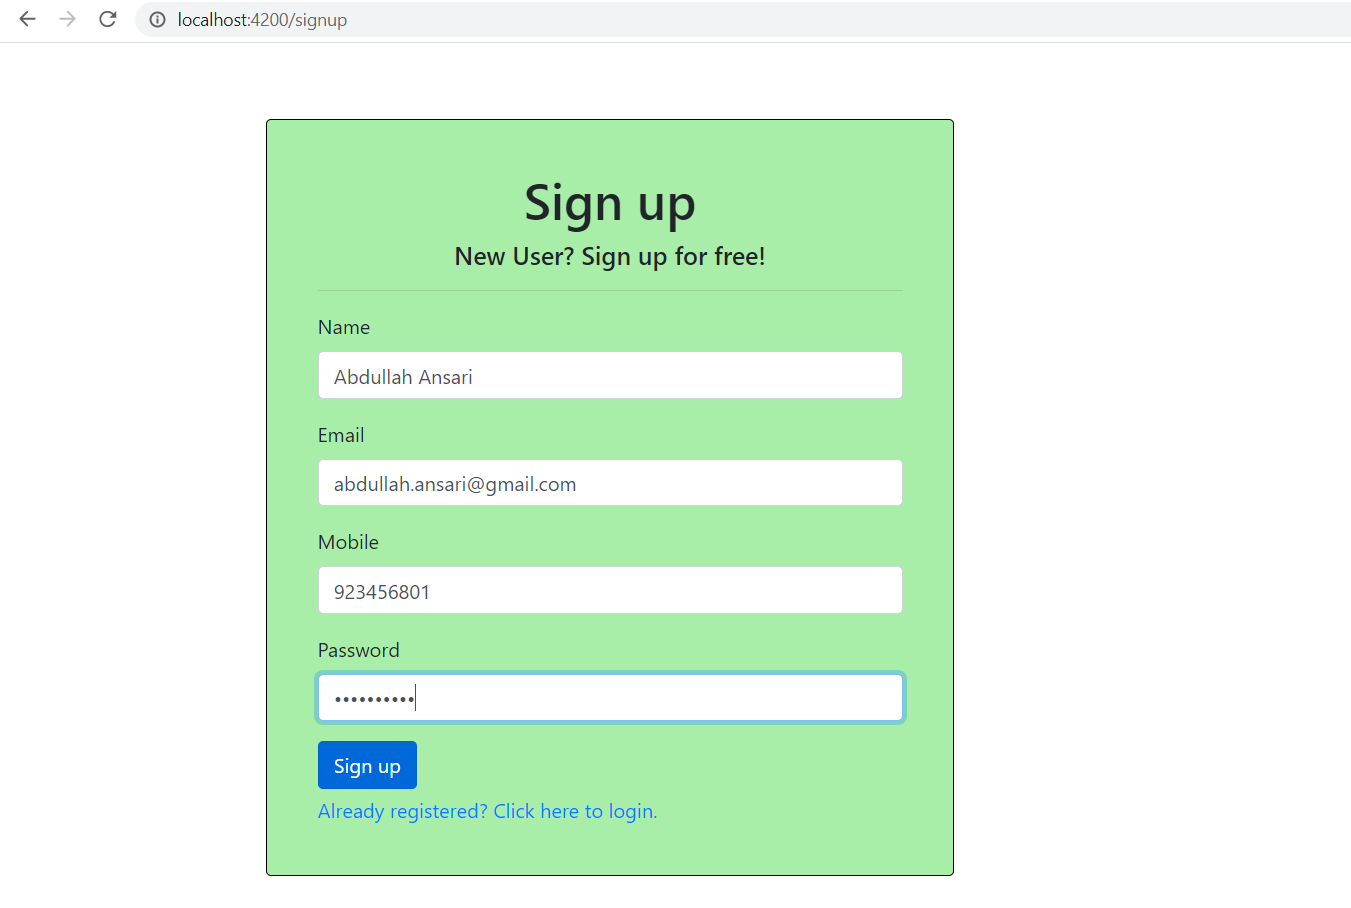 localhost:4200/signup
Sign up
New User? Sign up for free!
Name
Abdullah Ansari
Email
abdullah.ansari@gmail.com
Mobile
923456801
Password
••••••••••
Sign up
Already registered? Click here to login.